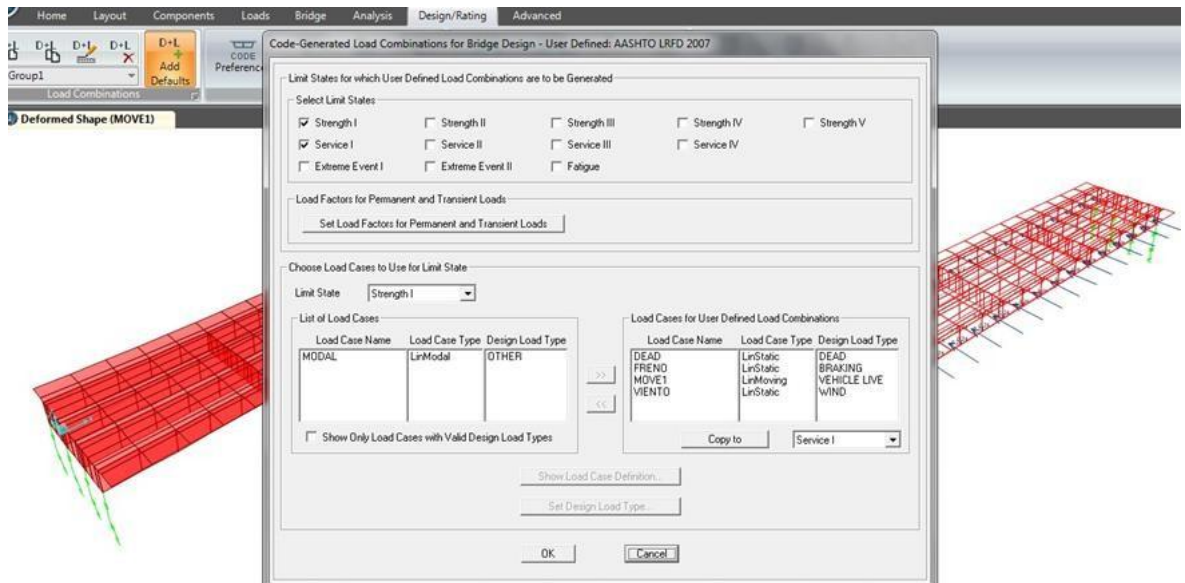 Home Layout Components Loads Bridge Analysis Design/Rating Advanced
D+L D+L D+L D+L
Add
Defaults
CODE
Preference
Group1
Load Combinations
Deformed Shape (MOVE1)
Code-Generated Load Combinations for Bridge Design - User Defined: AASHTO LRFD 2007
Limit States for which User Defined Load Combinations are to be Generated
Select Limit States
Strength I Strength II Strength III Strength IV Strength V
Service I Service II Service III Service IV
Extreme Event I Extreme Event II Fatigue
Load Factors for Permanent and Transient Loads
Set Load Factors for Permanent and Transient Loads
Choose Load Cases to Use for Limit State
Limit State Strength I
List of Load Cases
Load Case Name Load Case Type Design Load Type
MODAL LinModal OTHER
Show Only Load Cases with Valid Design Load Types
>>
<<
Load Cases for User Defined Load Combinations
Load Case Name Load Case Type Design Load Type
DEAD LinStatic DEAD
FRENO LinStatic BRAKING
MOVE1 LinMoving VEHICLE LIVE
VIENTO LinStatic WIND
Copy to Service I
Show Load Case Definition...
Set Design Load Type...
OK Cancel